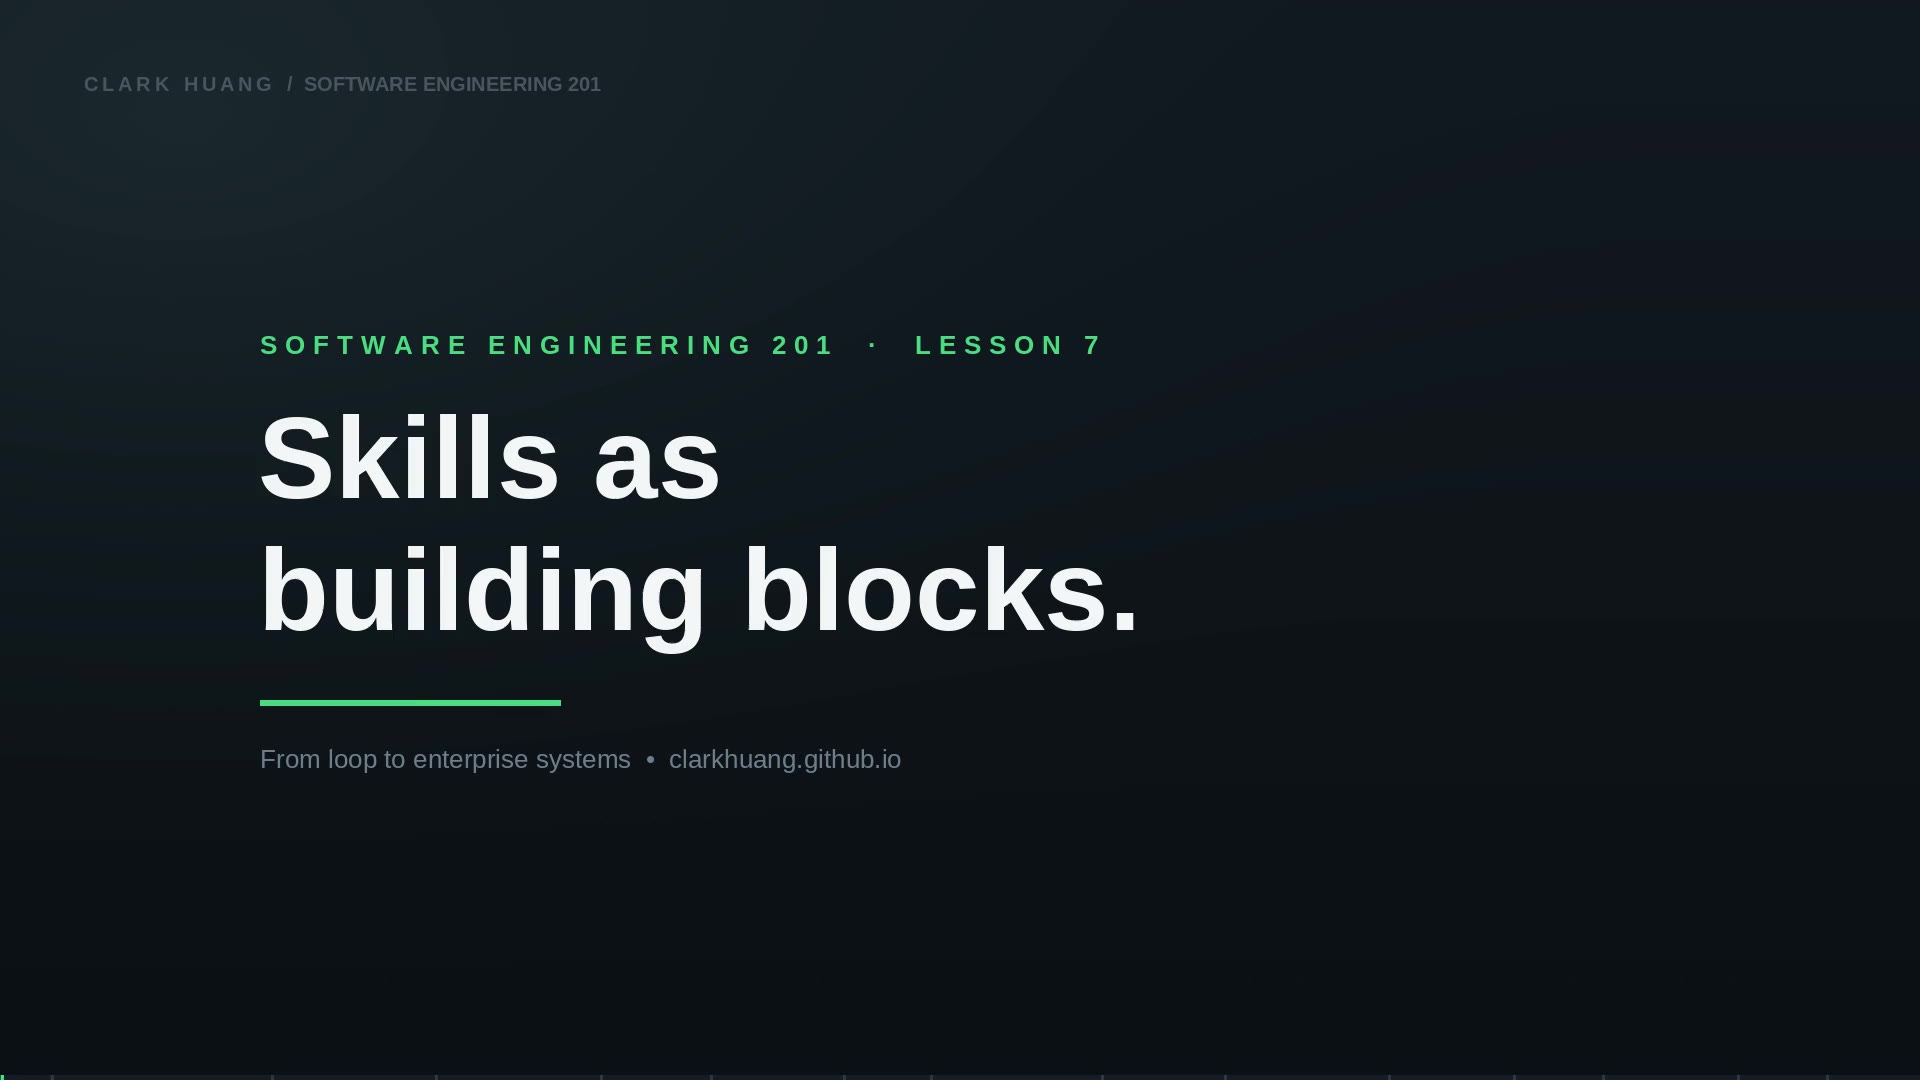 CLARK HUANG / SOFTWARE ENGINEERING 201
SOFTWARE ENGINEERING 201 · LESSON 7
Skills as
building blocks.
From loop to enterprise systems • clarkhuang.github.io